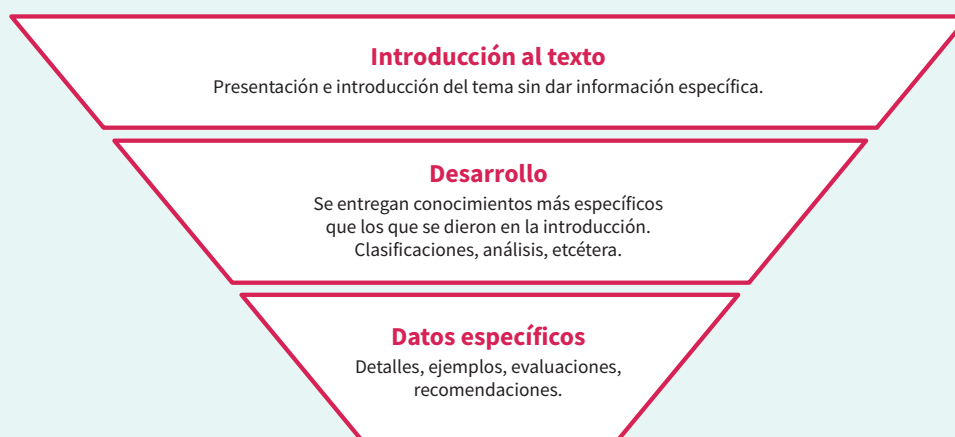 Introducción al texto
Presentación e introducción del tema sin dar información específica.
Desarrollo
Se entregan conocimientos más específicos
que los que se dieron en la introducción.
Clasificaciones, análisis, etcétera.
Datos específicos
Detalles, ejemplos, evaluaciones,
recomendaciones.